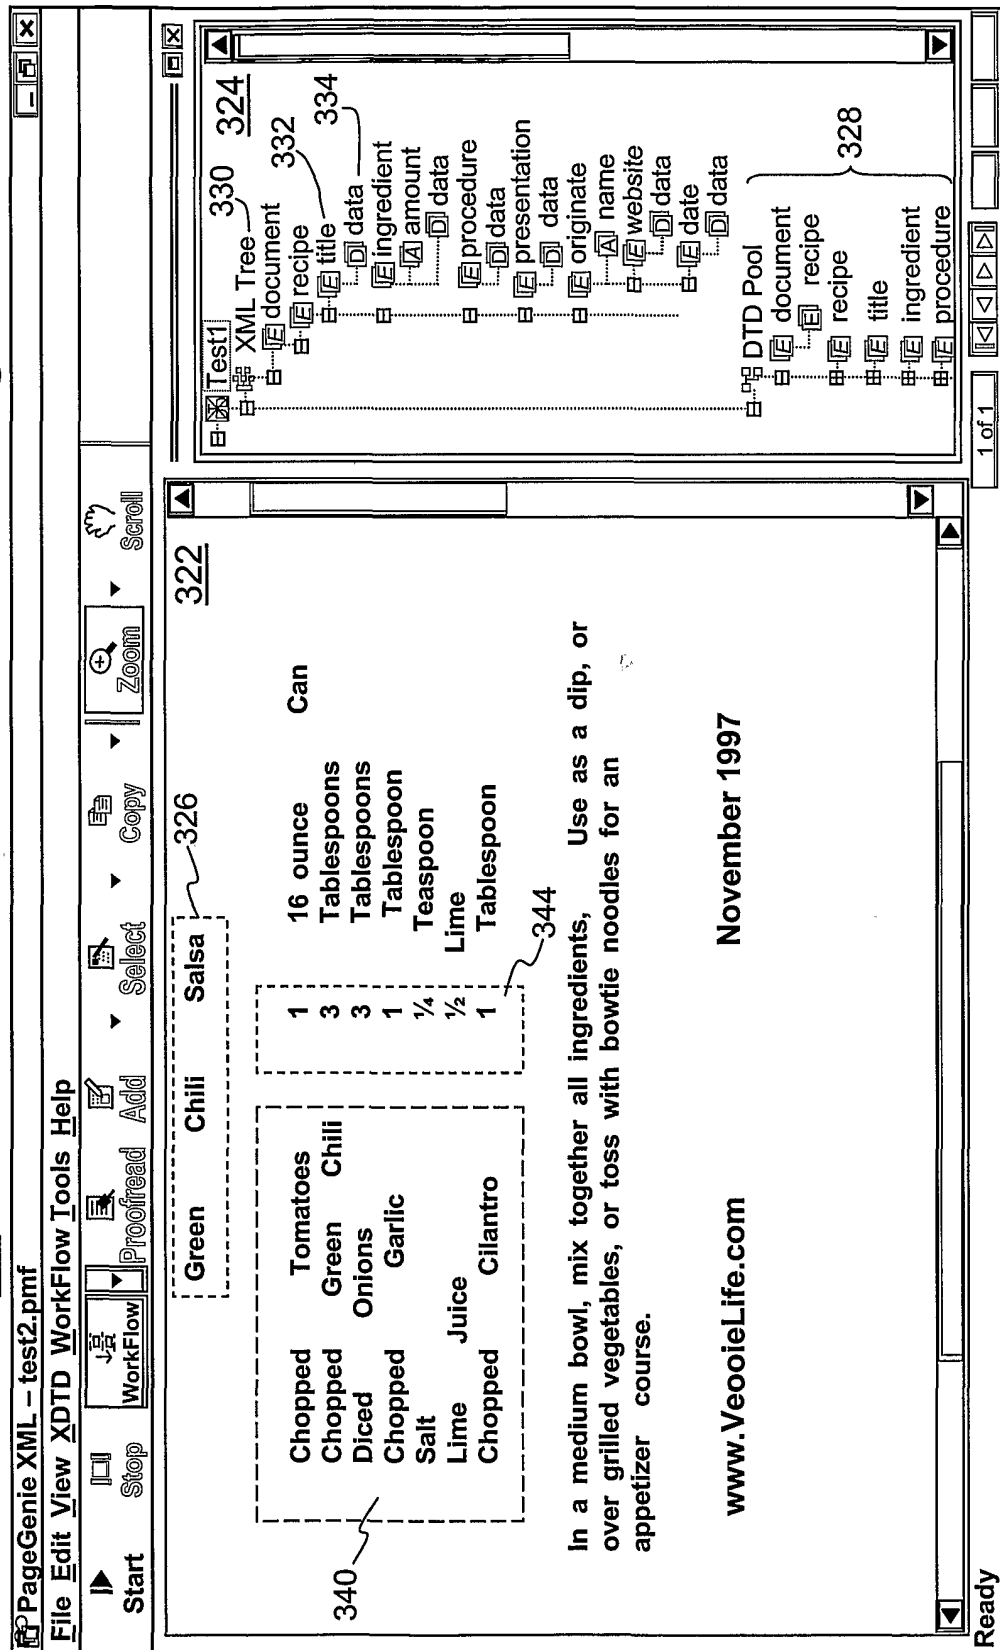 PageGenie XML – test2.pmf
File Edit View XDTD WorkFlow Tools Help
Start Stop WorkFlow Proofread Add Select Copy Zoom Scroll
322
326
Green Chili Salsa
Chopped Tomatoes 1 16 ounce Can
Chopped Green Chili 3 Tablespoons
Diced Onions 3 Tablespoons
Chopped Garlic 1 Tablespoon
Salt ¼ Teaspoon
Lime Juice ½ Lime
Chopped Cilantro 1 Tablespoon
340
344
In a medium bowl, mix together all ingredients, Use as a dip, or
over grilled vegetables, or toss with bowtie noodles for an
appetizer course.
www.VeooieLife.com November 1997
Test1
324
XML Tree
330
E document
E recipe
332
E title
D data
334
E ingredient
A amount
D data
E procedure
D data
E presentation
D data
E originate
A name
E website
D data
E date
D data
DTD Pool
E document
E recipe
E recipe
E title
E ingredient
E procedure
328
Ready
1 of 1